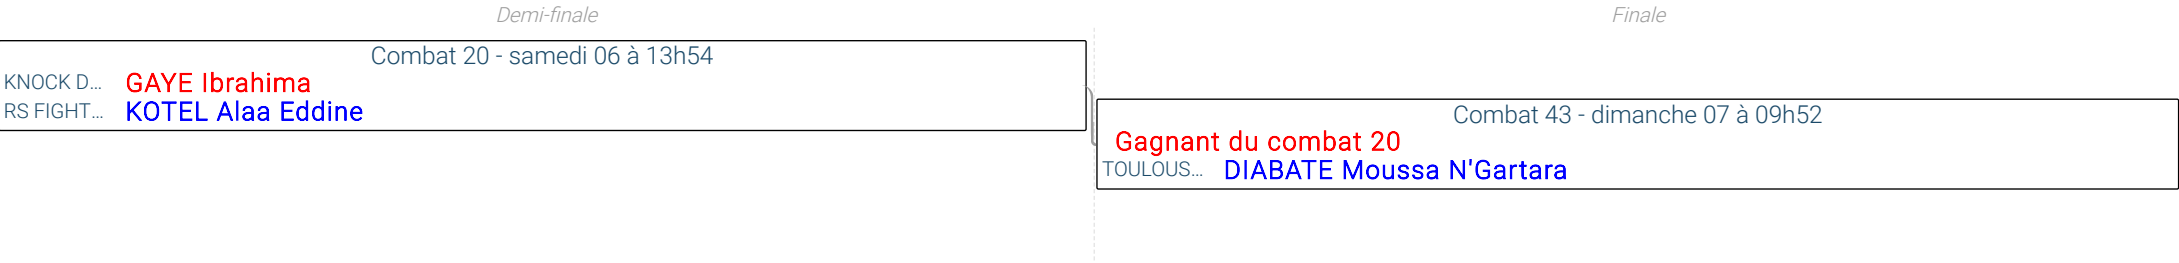 Demi-finale
Finale
Combat 20 - samedi 06 à 13h54
KNOCK D... GAYE Ibrahima
RS FIGHT... KOTEL Alaa Eddine
Combat 43 - dimanche 07 à 09h52
Gagnant du combat 20
TOULOUS... DIABATE Moussa N'Gartara